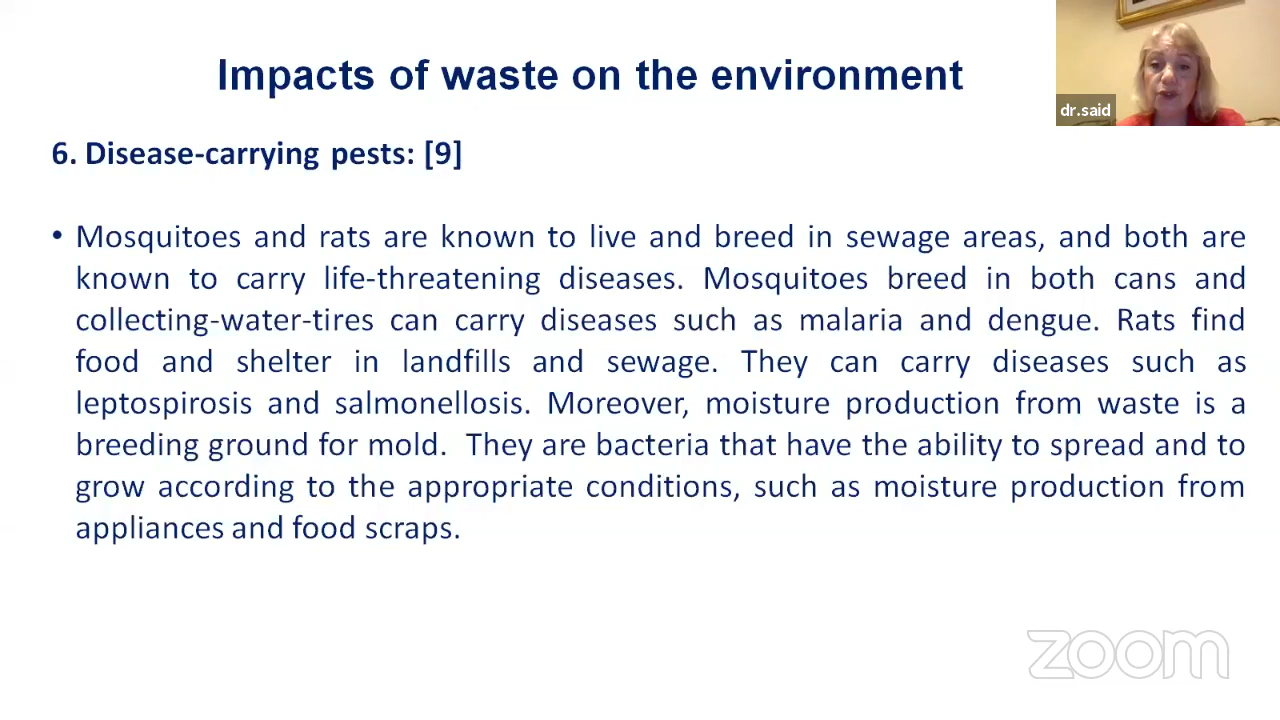 Impacts of waste on the environment
dr.said
6. Disease-carrying pests: [9]
• Mosquitoes and rats are known to live and breed in sewage areas, and both are
known to carry life-threatening diseases. Mosquitoes breed in both cans and
collecting-water-tires can carry diseases such as malaria and dengue. Rats find
food and shelter in landfills and sewage. They can carry diseases such as
leptospirosis and salmonellosis. Moreover, moisture production from waste is a
breeding ground for mold. They are bacteria that have the ability to spread and to
grow according to the appropriate conditions, such as moisture production from
appliances and food scraps.
zoom